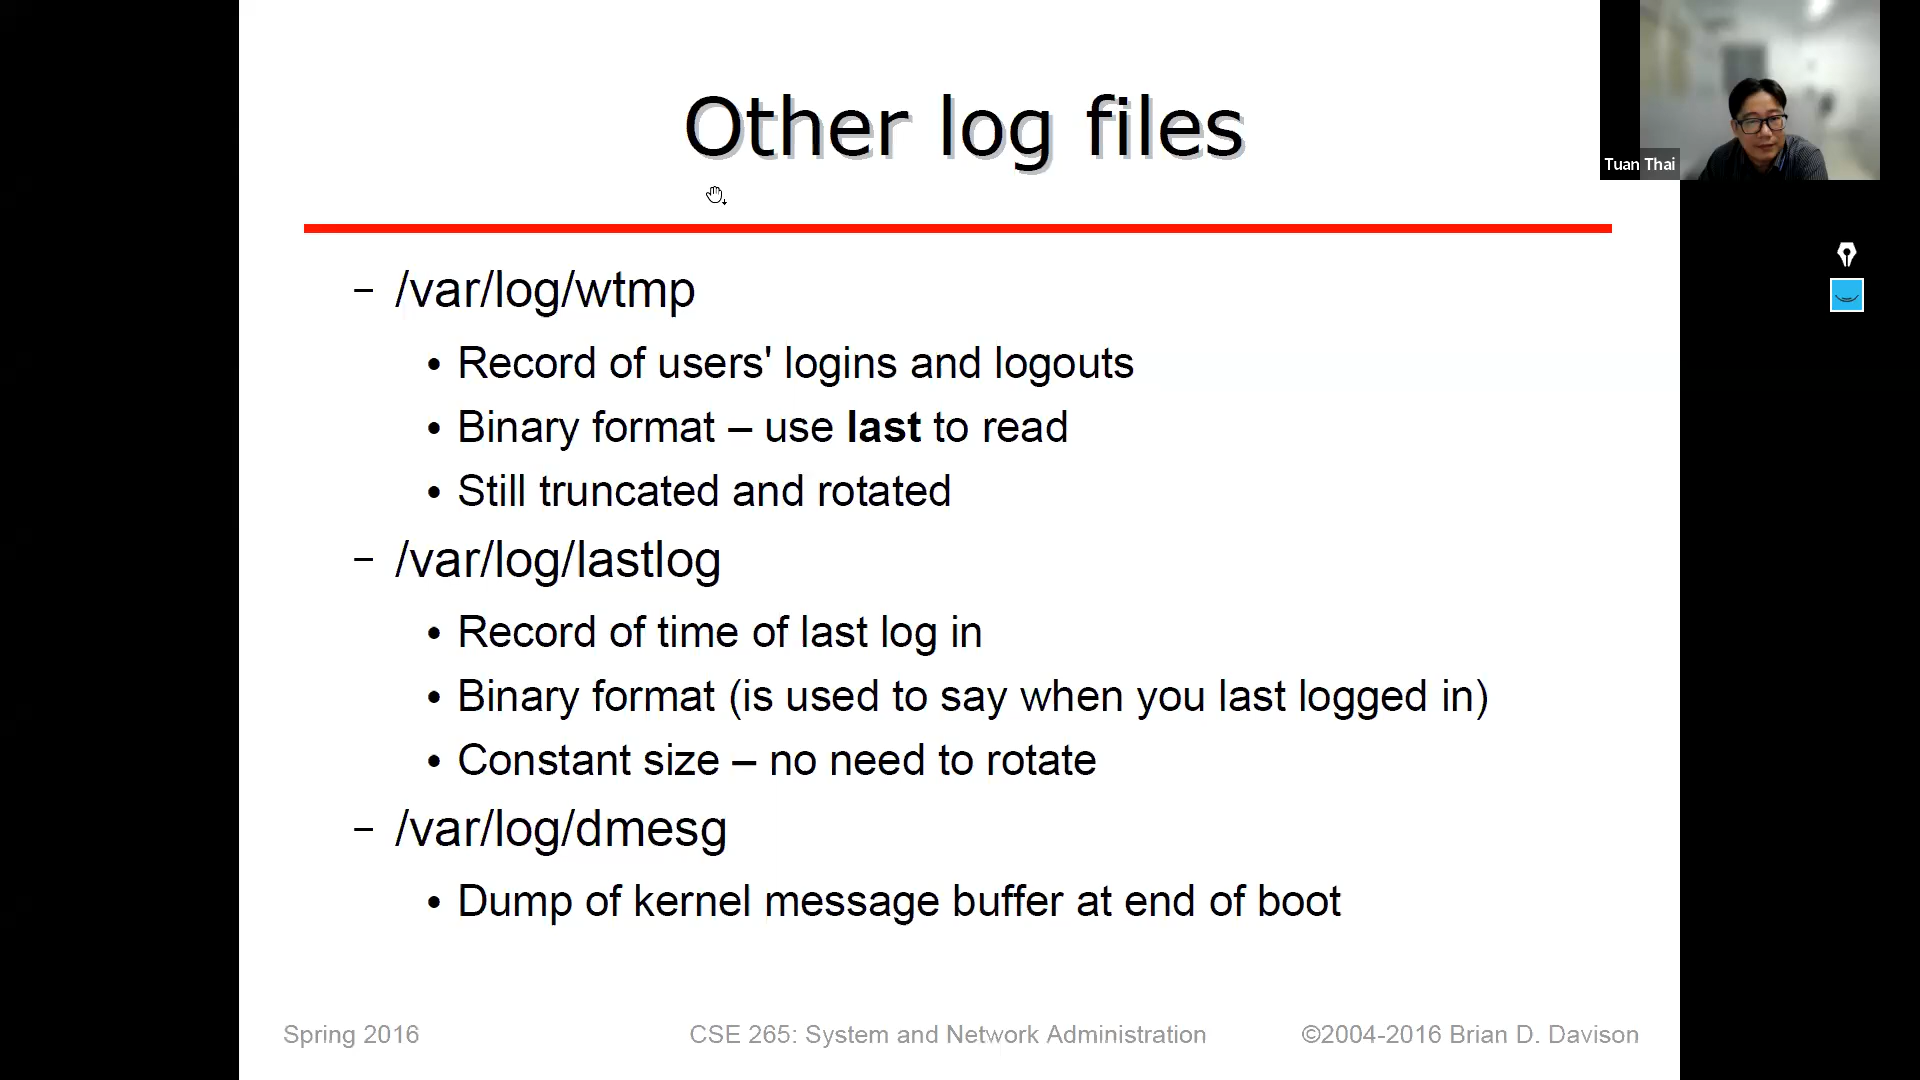 Other log files
Tuan Thai
– /var/log/wtmp
• Record of users' logins and logouts
• Binary format – use last to read
• Still truncated and rotated
– /var/log/lastlog
• Record of time of last log in
• Binary format (is used to say when you last logged in)
• Constant size – no need to rotate
– /var/log/dmesg
• Dump of kernel message buffer at end of boot
Spring 2016
CSE 265: System and Network Administration
©2004-2016 Brian D. Davison